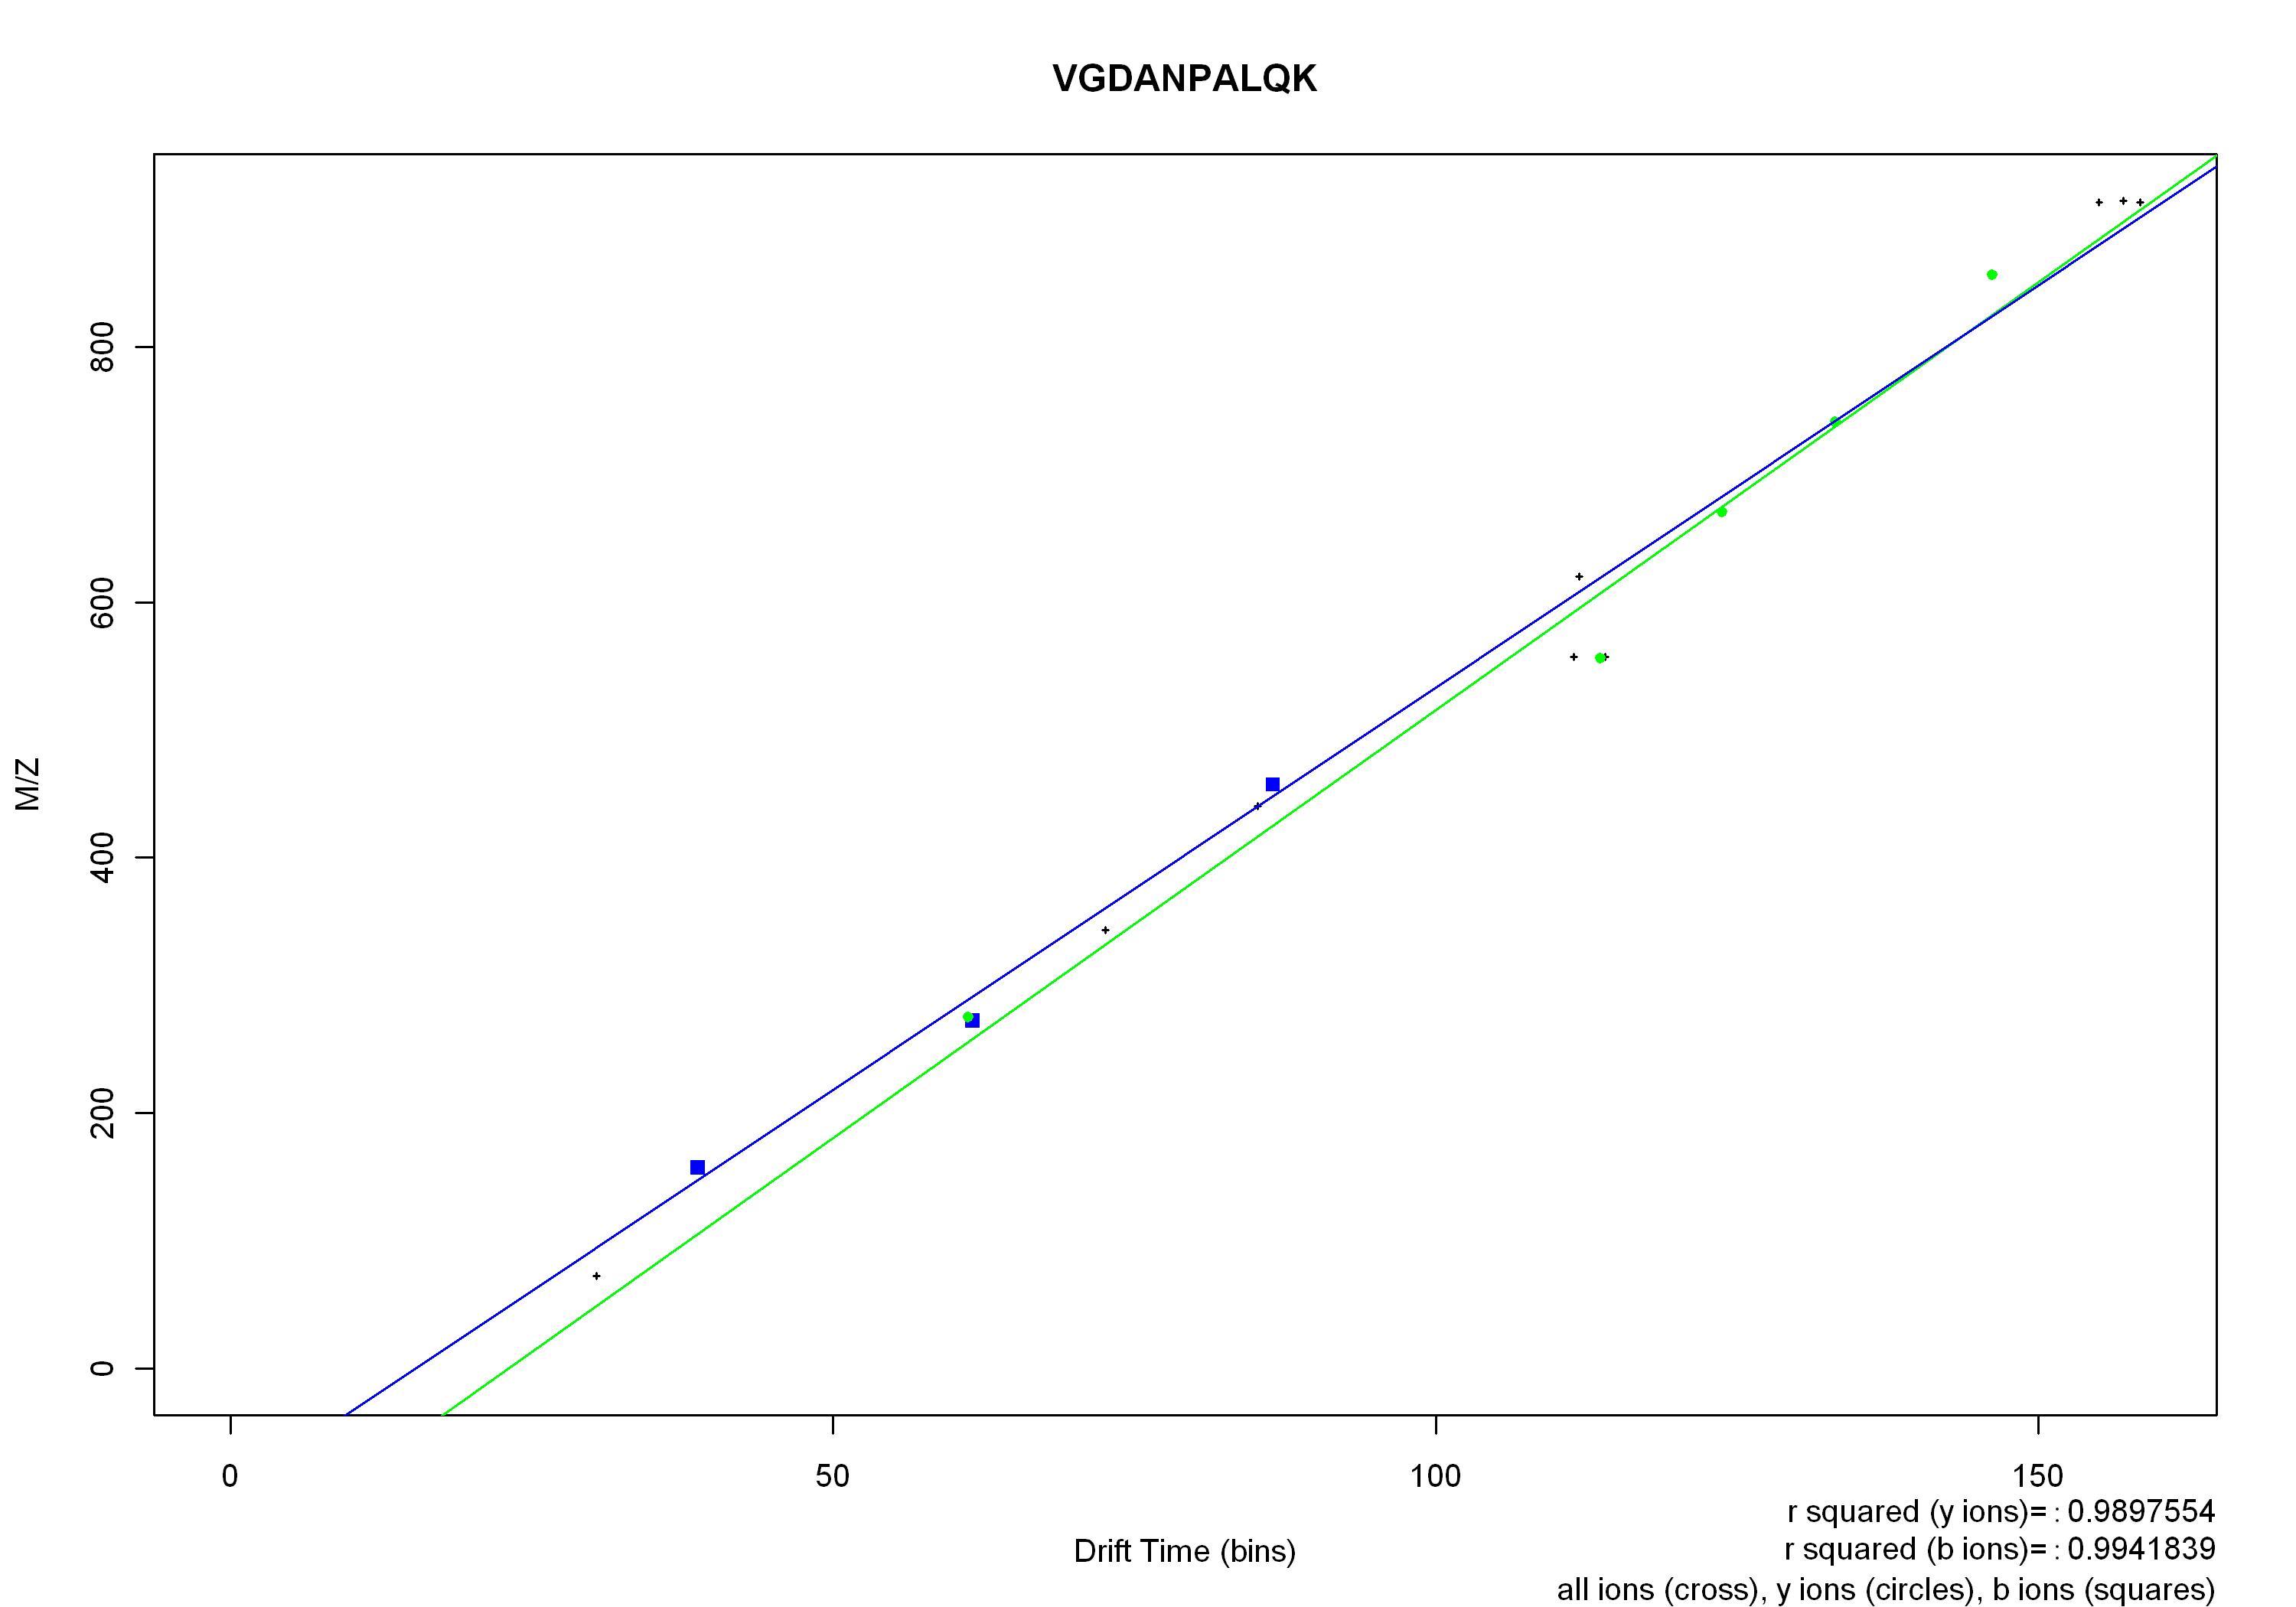 VGDANPALQK
800
600
400
200
0
M/Z
0 50 100 150
Drift Time (bins)
r squared (y ions)= : 0.9897554
r squared (b ions)= : 0.9941839
all ions (cross), y ions (circles), b ions (squares)